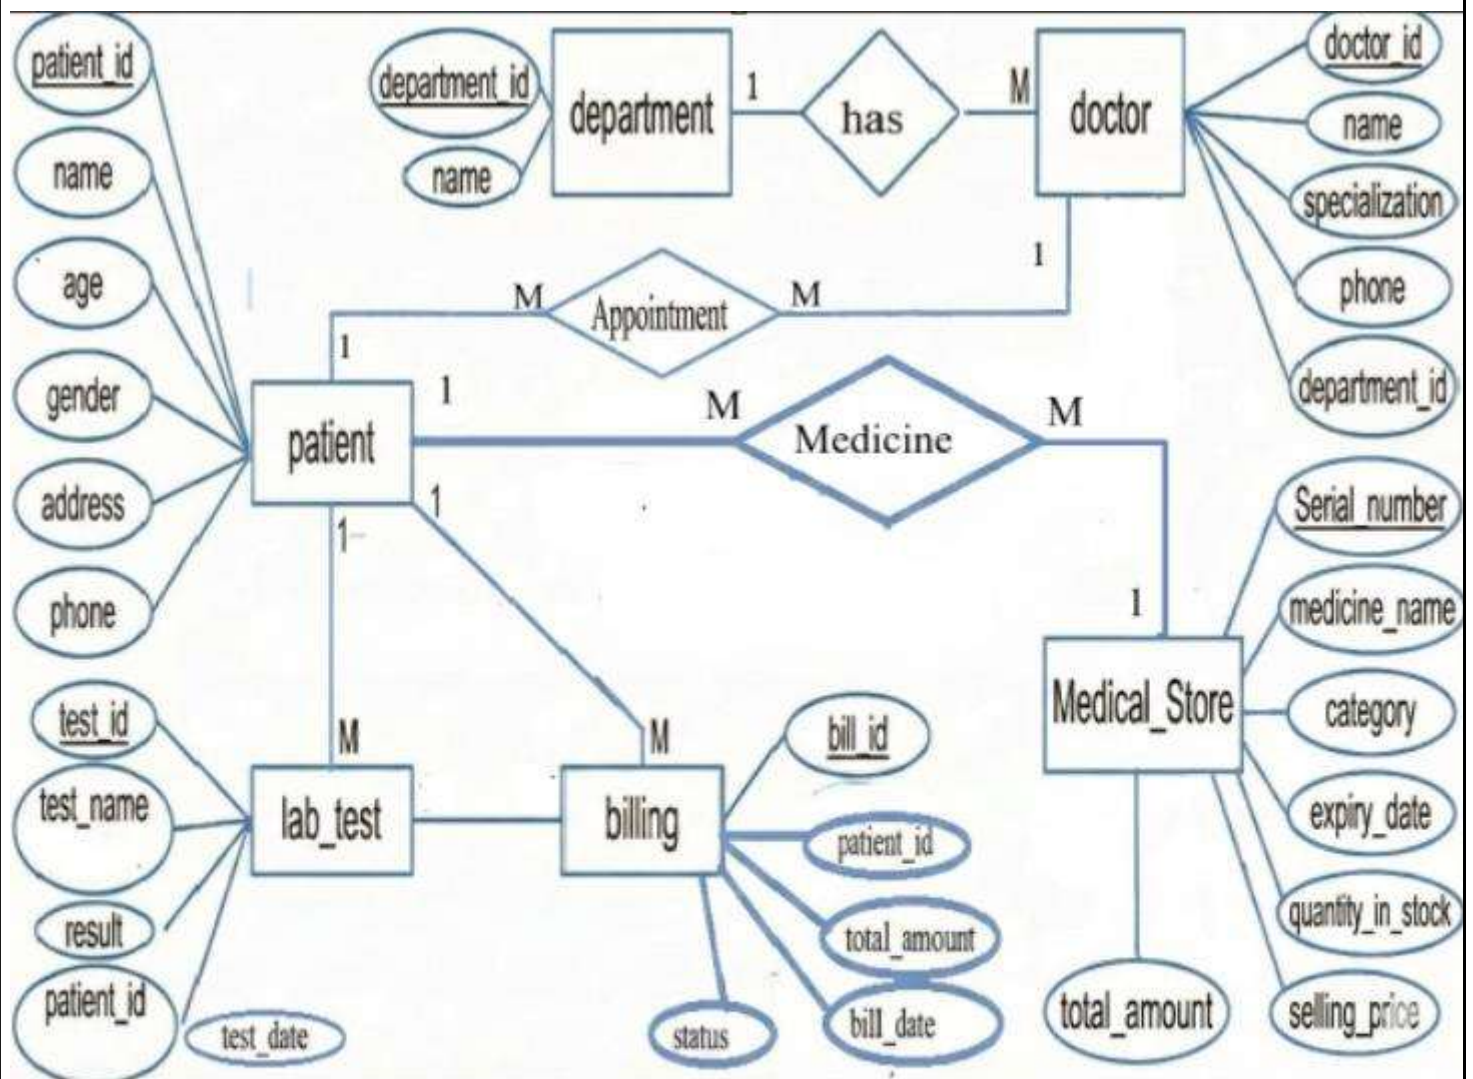 patient_id
name
age
gender
address
phone
department_id
name
department
1
has
M
doctor
doctor_id
name
specialization
phone
department_id
1
M
Appointment
M
1
patient
1
M
Medicine
M
1
1
1
M
M
Medical_Store
Serial_number
medicine_name
category
expiry_date
quantity_in_stock
selling_price
total_amount
test_id
test_name
result
patient_id
test_date
lab_test
billing
bill_id
patient_id
total_amount
bill_date
status